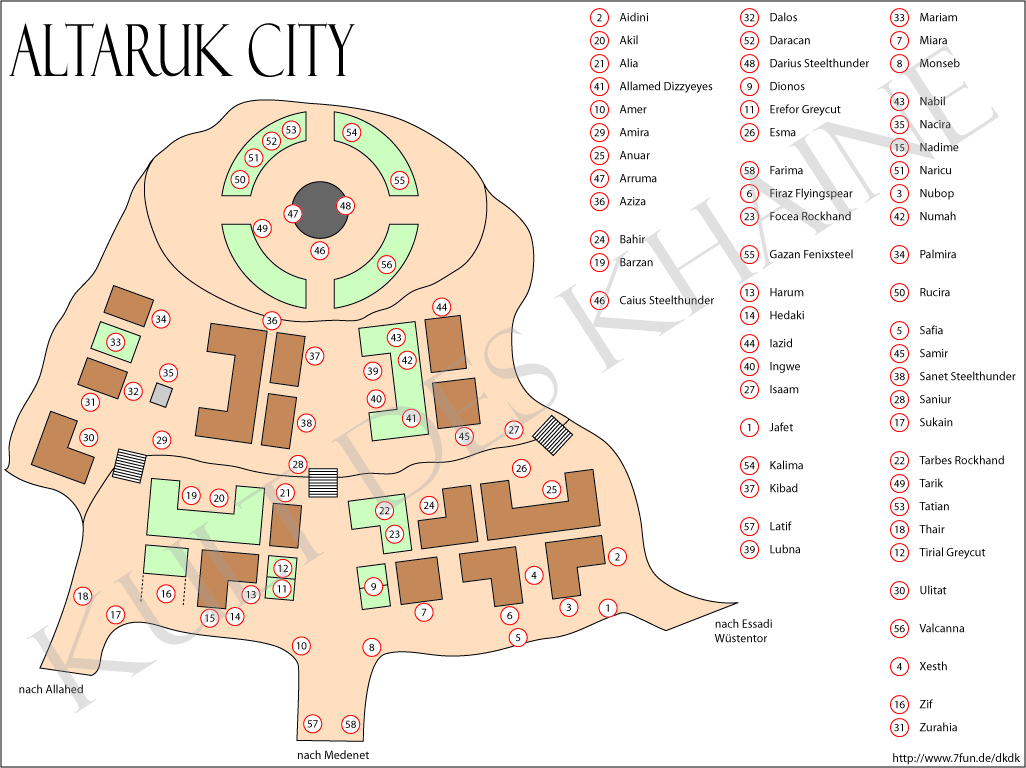 ALTARUK CITY
2 Aidini
20 Akil
21 Alia
41 Allamed Dizzyeyes
10 Amer
29 Amira
25 Anuar
47 Arruma
36 Aziza
24 Bahir
19 Barzan
46 Caius Steelthunder
32 Dalos
52 Daracan
48 Darius Steelthunder
9 Dionos
11 Erefor Greycut
26 Esma
58 Farima
6 Firaz Flyingspear
23 Focea Rockhand
55 Gazan Fenixsteel
13 Harum
14 Hedaki
44 Iazid
40 Ingwe
27 Isaam
1 Jafet
54 Kalima
37 Kibad
57 Latif
39 Lubna
33 Mariam
7 Miara
8 Monseb
43 Nabil
35 Nacira
15 Nadime
51 Naricu
3 Nubop
42 Numah
34 Palmira
50 Rucira
5 Safia
45 Samir
38 Sanet Steelthunder
28 Saniur
17 Sukain
22 Tarbes Rockhand
49 Tarik
53 Tatian
18 Thair
12 Tirial Greycut
30 Ulitat
56 Valcanna
4 Xesth
16 Zif
31 Zurahia
53
54
52
51
50
55
47
48
49
46
56
34
36
44
33
43
37
42
35
39
32
40
31
38
41
30
29
45
27
28
26
25
21
19
20
24
22
23
12
2
4
9
11
16
13
18
3
1
7
17
15
14
6
5
10
8
57
58
nach Allahed
nach Medenet
nach Essadi
Wüstentor
KULT DES KHAINE
http://www.7fun.de/dkdk